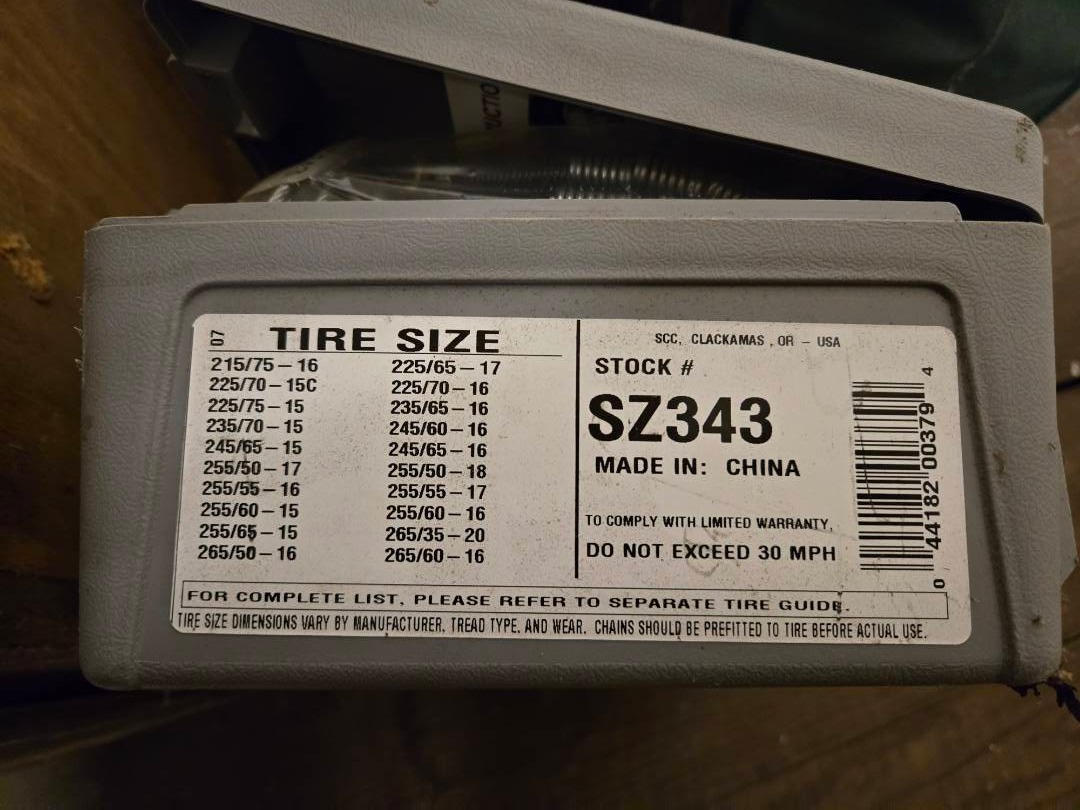 UCTIO
07
TIRE SIZE
215/75 – 16 225/65 – 17
225/70 – 15C 225/70 – 16
225/75 – 15 235/65 – 16
235/70 – 15 245/60 – 16
245/65 – 15 245/65 – 16
255/50 – 17 255/50 – 18
255/55 – 16 255/55 – 17
255/60 – 15 255/60 – 16
255/65 – 15 265/35 – 20
265/50 – 16 265/60 – 16
SCC, CLACKAMAS , OR – USA
STOCK #
SZ343
MADE IN: CHINA
TO COMPLY WITH LIMITED WARRANTY,
DO NOT EXCEED 30 MPH
0 44182 00379 4
FOR COMPLETE LIST, PLEASE REFER TO SEPARATE TIRE GUIDE.
TIRE SIZE DIMENSIONS VARY BY MANUFACTURER, TREAD TYPE, AND WEAR. CHAINS SHOULD BE PREFITTED TO TIRE BEFORE ACTUAL USE.